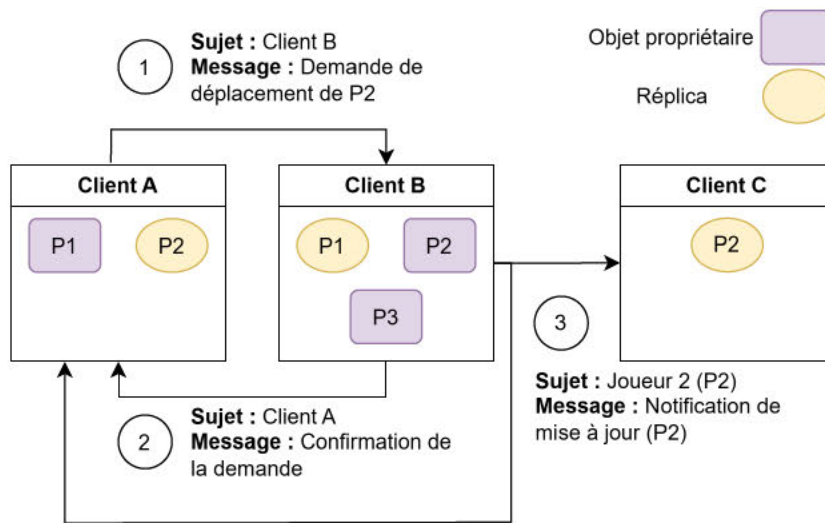 Sujet : Client B
Message : Demande de
déplacement de P2
1
Objet propriétaire
Réplica
Client A
Client B
Client C
P1
P2
P1
P2
P3
P2
3
Sujet : Joueur 2 (P2)
Message : Notification de
mise à jour (P2)
2
Sujet : Client A
Message : Confirmation de
la demande